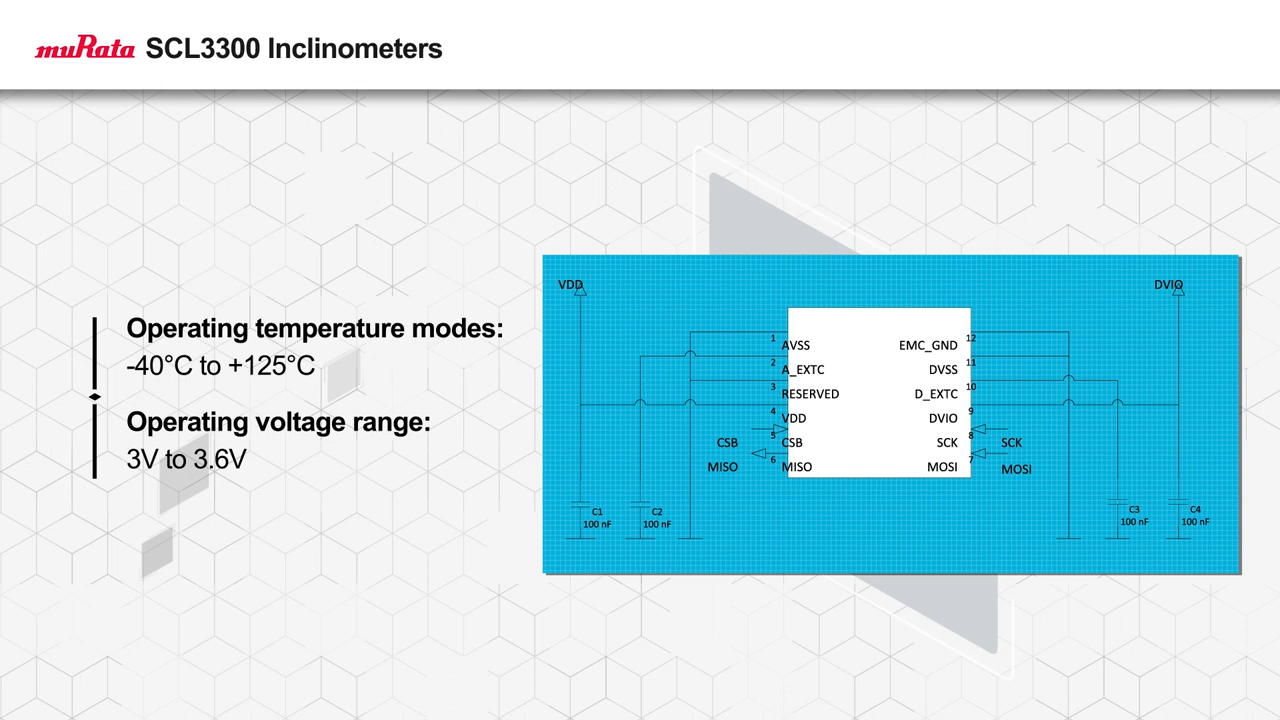 muRata SCL3300 Inclinometers
Operating temperature modes:
-40°C to +125°C
Operating voltage range:
3V to 3.6V
VDD
DVIO
1
AVSS
2
A_EXTC
3
RESERVED
4
VDD
5
CSB
CSB
6
MISO
MISO
12
EMC_GND
11
DVSS
10
D_EXTC
9
DVIO
8
SCK
SCK
7
MOSI
MOSI
C1
100 nF
C2
100 nF
C3
100 nF
C4
100 nF